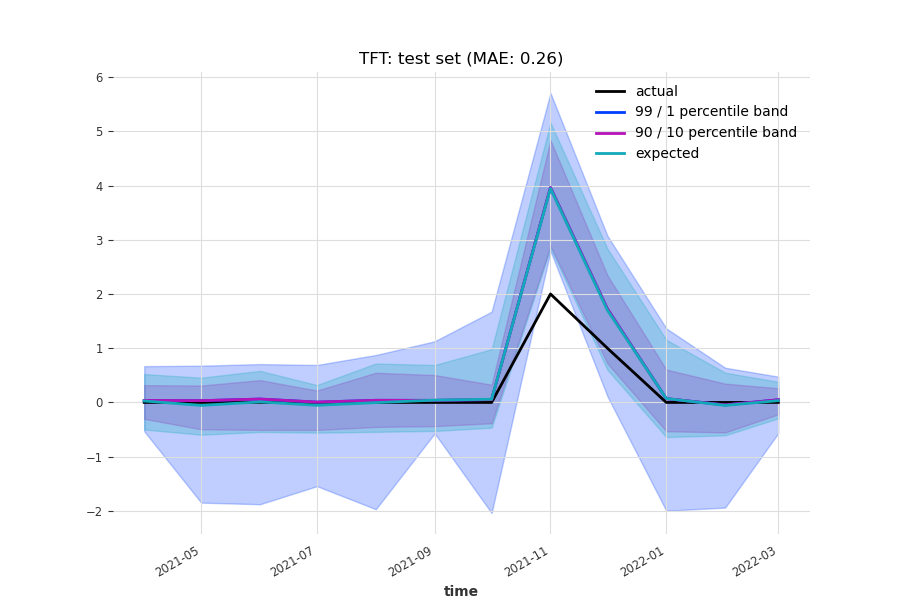 TFT: test set (MAE: 0.26)
actual
99 / 1 percentile band
90 / 10 percentile band
expected
6
5
4
3
2
1
0
−1
−2
2021-05
2021-07
2021-09
2021-11
2022-01
2022-03
time